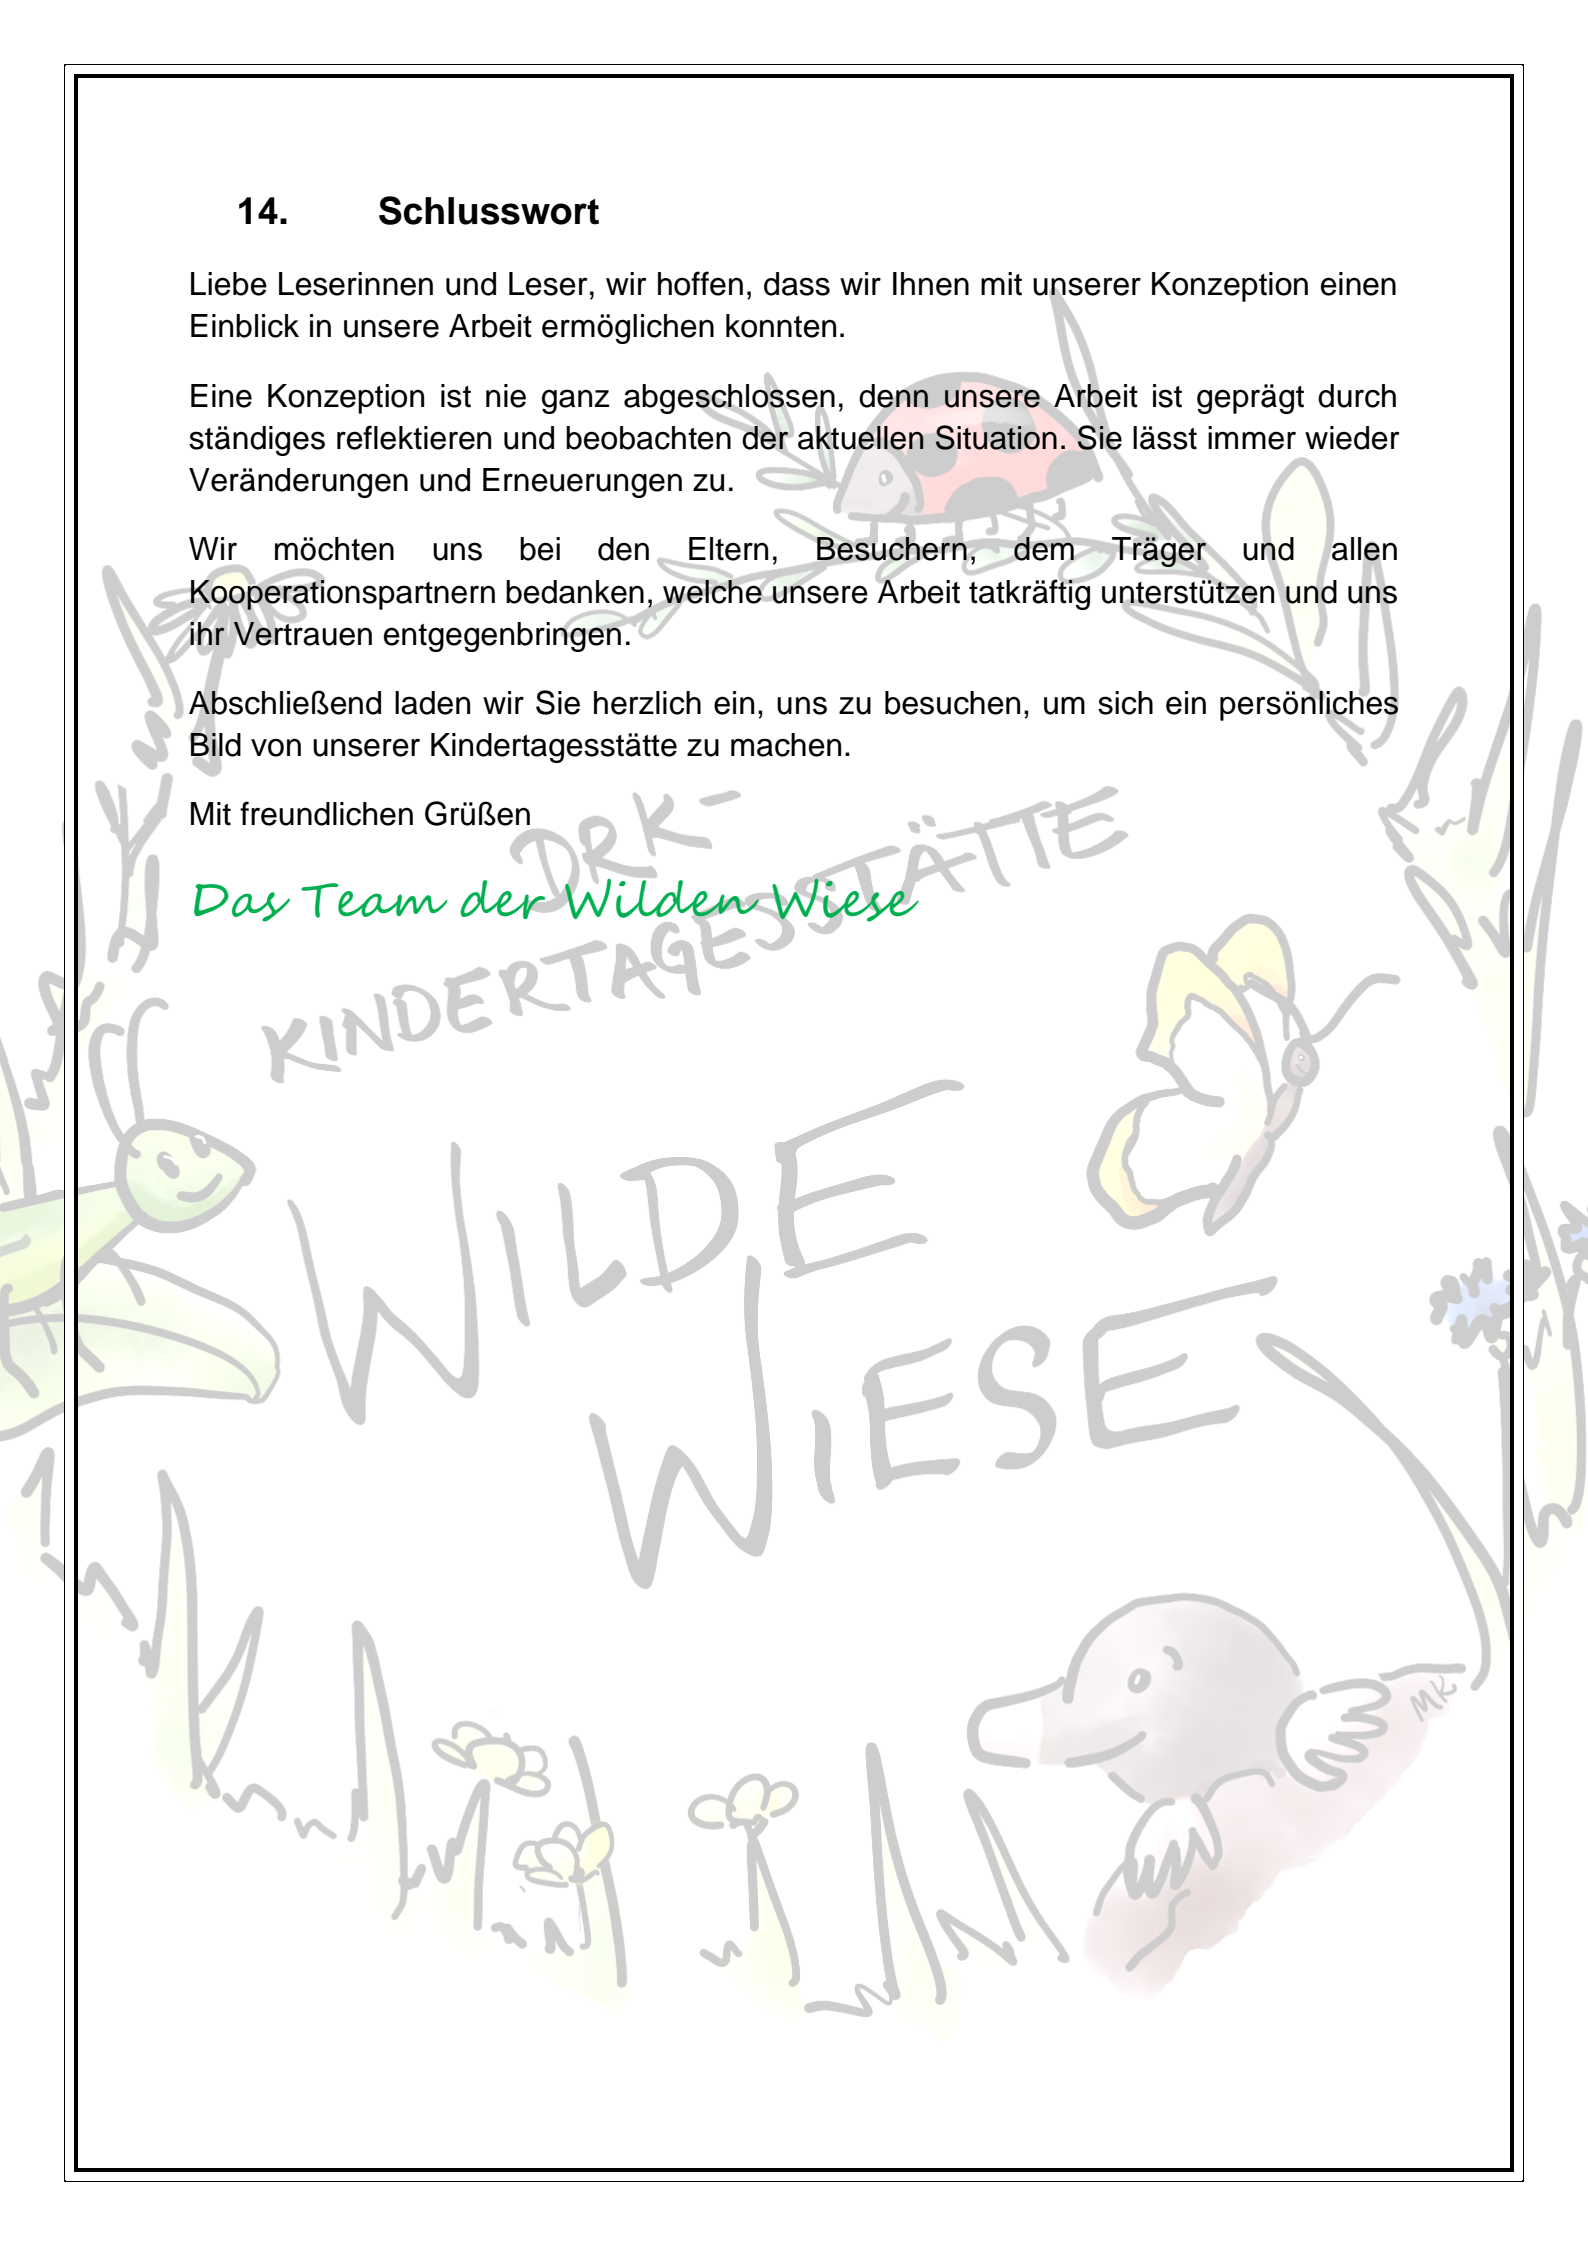 14. Schlusswort
Liebe Leserinnen und Leser, wir hoffen, dass wir Ihnen mit unserer Konzeption einen
Einblick in unsere Arbeit ermöglichen konnten.
Eine Konzeption ist nie ganz abgeschlossen, denn unsere Arbeit ist geprägt durch
ständiges reflektieren und beobachten der aktuellen Situation. Sie lässt immer wieder
Veränderungen und Erneuerungen zu.
Wir möchten uns bei den Eltern, Besuchern, dem Träger und allen
Kooperationspartnern bedanken, welche unsere Arbeit tatkräftig unterstützen und uns
ihr Vertrauen entgegenbringen.
Abschließend laden wir Sie herzlich ein, uns zu besuchen, um sich ein persönliches
Bild von unserer Kindertagesstätte zu machen.
Mit freundlichen Grüßen
Das Team der Wilden Wiese
DRK-
KINDERTAGESSTÄTTE
WILDE
WIESE
MK